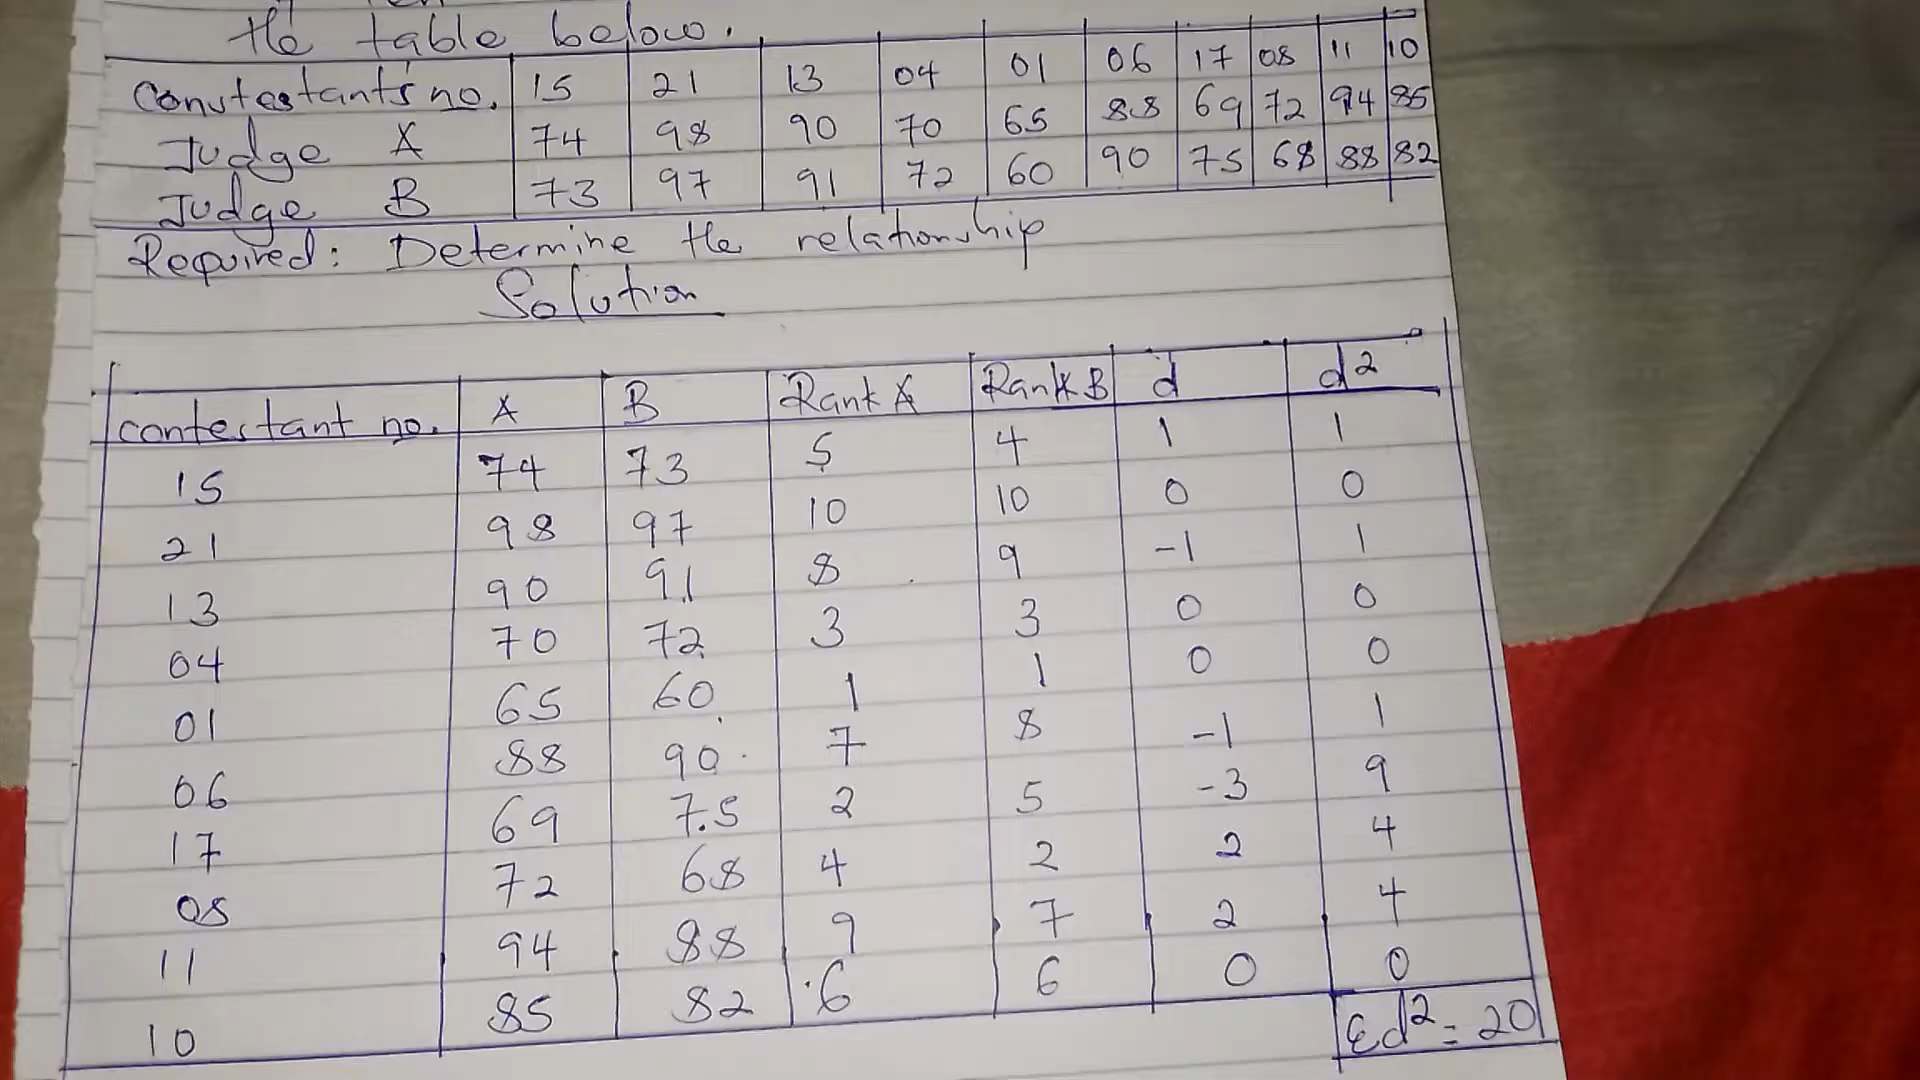 the table below.
Conutestants no. 15 21 13 04 01 06 17 08 11 10
Judge A 74 98 90 70 65 88 69 72 94 85
Judge B 73 97 91 72 60 90 75 68 88 82
Required: Determine the relationship
Solution
contestant no. A B Rank A Rank B d d2
15 74 73 5 4 1 1
21 98 97 10 10 0 0
13 90 91 8 9 -1 1
04 70 72 3 3 0 0
01 65 60 1 1 0 0
06 88 90 7 8 -1 1
17 69 75 2 5 -3 9
08 72 68 4 2 2 4
11 94 88 9 7 2 4
10 85 82 6 6 0 0
Ed2 = 20